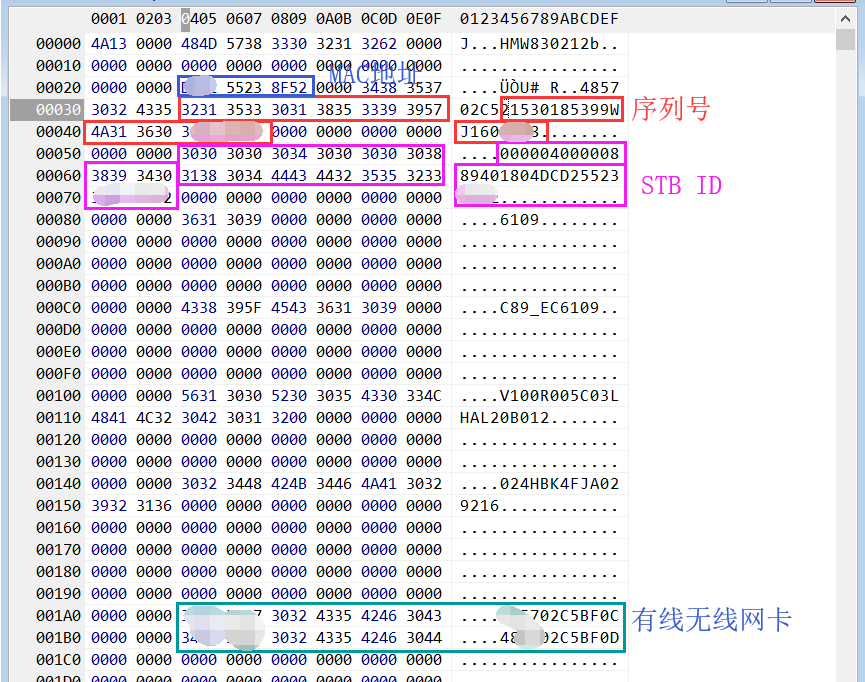 0001 0203 0405 0607 0809 0A0B 0C0D 0E0F 0123456789ABCDEF
00000 4A13 0000 484D 5738 3330 3231 3262 0000 J...HMW830212b..
00010 0000 0000 0000 0000 0000 0000 0000 0000 ................
MAC地址
00020 0000 0000 5523 8F52 0000 3438 3537 ....ÜÒU# R..4857
00030 3032 4335 3231 3533 3031 3835 3339 3957 02C521530185399W 序列号
00040 4A31 3630 0000 0000 0000 0000 J160 8.......
00050 0000 0000 3030 3030 3034 3030 3030 3038 ....000004000008
00060 3839 3430 3138 3034 4443 4432 3535 3233 89401804DCD25523 STB ID
00070 0000 0000 0000 0000 0000 0000 ............
00080 0000 0000 3631 3039 0000 0000 0000 0000 ....6109........
00090 0000 0000 0000 0000 0000 0000 0000 0000 ................
000A0 0000 0000 0000 0000 0000 0000 0000 0000 ................
000B0 0000 0000 0000 0000 0000 0000 0000 0000 ................
000C0 0000 0000 4338 395F 4543 3631 3039 0000 ....C89_EC6109..
000D0 0000 0000 0000 0000 0000 0000 0000 0000 ................
000E0 0000 0000 0000 0000 0000 0000 0000 0000 ................
000F0 0000 0000 0000 0000 0000 0000 0000 0000 ................
00100 0000 0000 5631 3030 5230 3035 4330 334C ....V100R005C03L
00110 4841 4C32 3042 3031 3200 0000 0000 0000 HAL20B012.......
00120 0000 0000 0000 0000 0000 0000 0000 0000 ................
00130 0000 0000 0000 0000 0000 0000 0000 0000 ................
00140 0000 0000 3032 3448 424B 3446 4A41 3032 ....024HBK4FJA02
00150 3932 3136 0000 0000 0000 0000 0000 0000 9216............
00160 0000 0000 0000 0000 0000 0000 0000 0000 ................
00170 0000 0000 0000 0000 0000 0000 0000 0000 ................
00180 0000 0000 0000 0000 0000 0000 0000 0000 ................
00190 0000 0000 0000 0000 0000 0000 0000 0000 ................
001A0 0000 0000 3032 4335 4246 3043 ....5702C5BF0C 有线无线网卡
001B0 0000 0000 3032 4335 4246 3044 ....48 02C5BF0D
001C0 0000 0000 0000 0000 0000 0000 0000 0000 ................
001D0 0000 0000 0000 0000 0000 0000 0000 0000